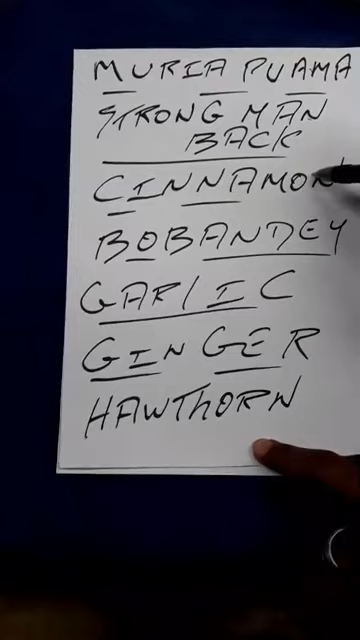 MURIA PUAMA
STRONG MAN
BACK
CINNAMON
BOBANDEY
GARLIC
GINGER
HAWThORN